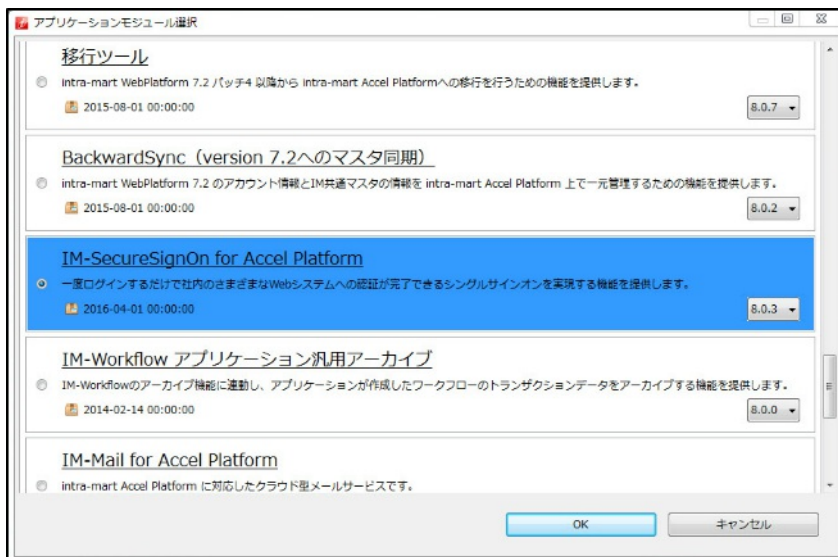 アプリケーションモジュール選択
移行ツール
intra-mart WebPlatform 7.2 パッチ4 以降から intra-mart Accel Platformへの移行を行うための機能を提供します。
2015-08-01 00:00:00
8.0.7
BackwardSync（version 7.2へのマスタ同期）
intra-mart WebPlatform 7.2 のアカウント情報とIM共通マスタの情報を intra-mart Accel Platform 上で一元管理するための機能を提供します。
2015-08-01 00:00:00
8.0.2
IM-SecureSignOn for Accel Platform
一度ログインするだけで社内のさまざまなWebシステムへの認証が完了できるシングルサインオンを実現する機能を提供します。
2016-04-01 00:00:00
8.0.3
IM-Workflow アプリケーション汎用アーカイブ
IM-Workflowのアーカイブ機能に連動し、アプリケーションが作成したワークフローのトランザクションデータをアーカイブする機能を提供します。
2014-02-14 00:00:00
8.0.0
IM-Mail for Accel Platform
intra-mart Accel Platform に対応したクラウド型メールサービスです。
OK
キャンセル